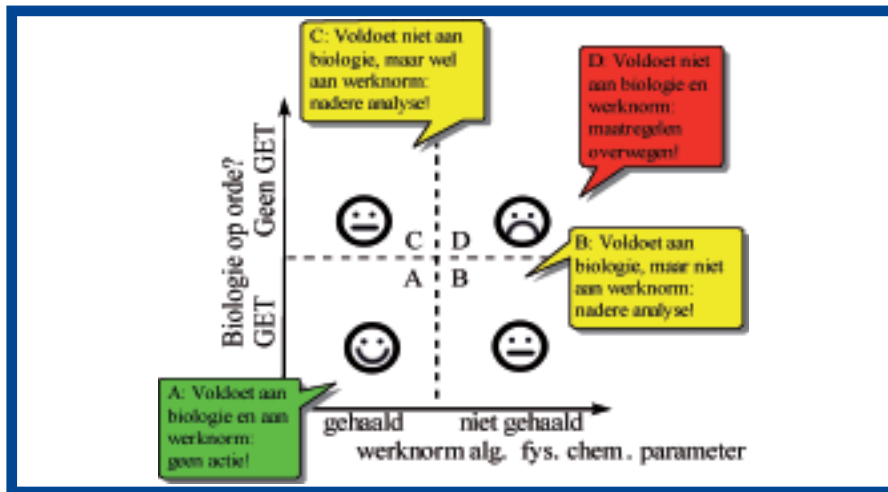 C: Voldoet niet aan
biologie, maar wel
aan werknorm:
nadere analyse!
D: Voldoet niet
aan biologie en
werknorm:
maatregelen
overwegen!
Biologie op orde?
GET Geen GET
C D
A B
B: Voldoet aan
biologie, maar niet
aan werknorm:
nadere analyse!
A: Voldoet aan
biologie en aan
werknorm:
geen actie!
gehaald niet gehaald
werknorm alg. fys. chem. parameter